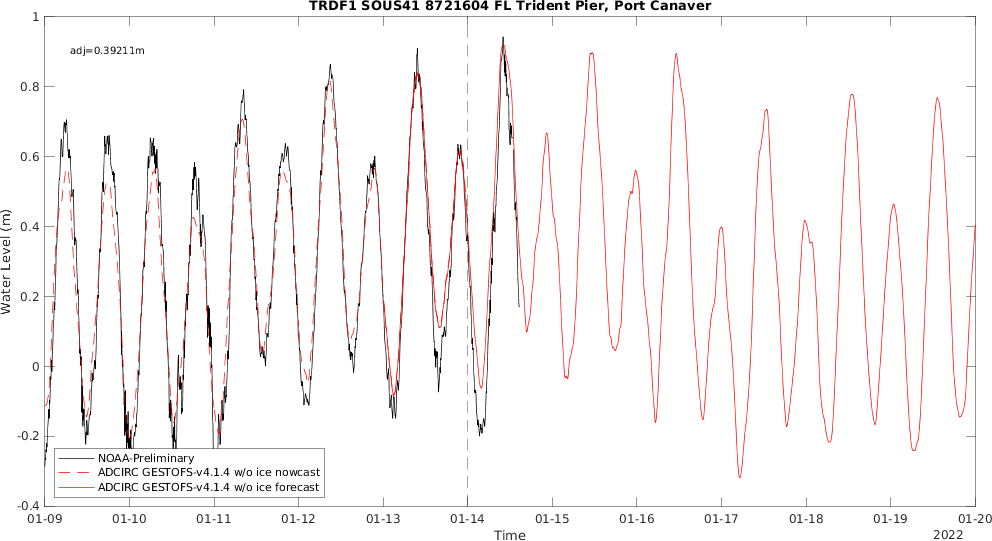 TRDF1 SOUS41 8721604 FL Trident Pier, Port Canaver
adj=0.39211m
1
0.8
0.6
0.4
0.2
0
-0.2
-0.4
Water Level (m)
NOAA-Preliminary
ADCIRC GESTOFS-v4.1.4 w/o ice nowcast
ADCIRC GESTOFS-v4.1.4 w/o ice forecast
01-09 01-10 01-11 01-12 01-13 01-14 01-15 01-16 01-17 01-18 01-19 01-20
Time
2022